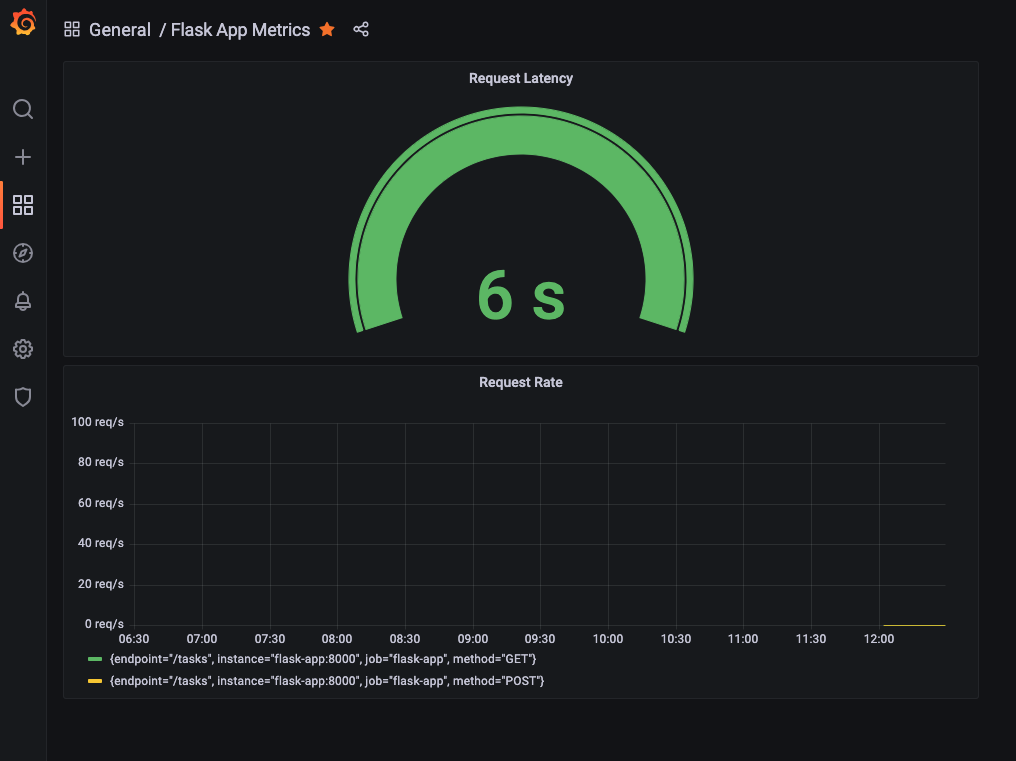 General / Flask App Metrics
Request Latency
6 s
Request Rate
100 req/s
80 req/s
60 req/s
40 req/s
20 req/s
0 req/s
06:30 07:00 07:30 08:00 08:30 09:00 09:30 10:00 10:30 11:00 11:30 12:00
{endpoint="/tasks", instance="flask-app:8000", job="flask-app", method="GET"}
{endpoint="/tasks", instance="flask-app:8000", job="flask-app", method="POST"}